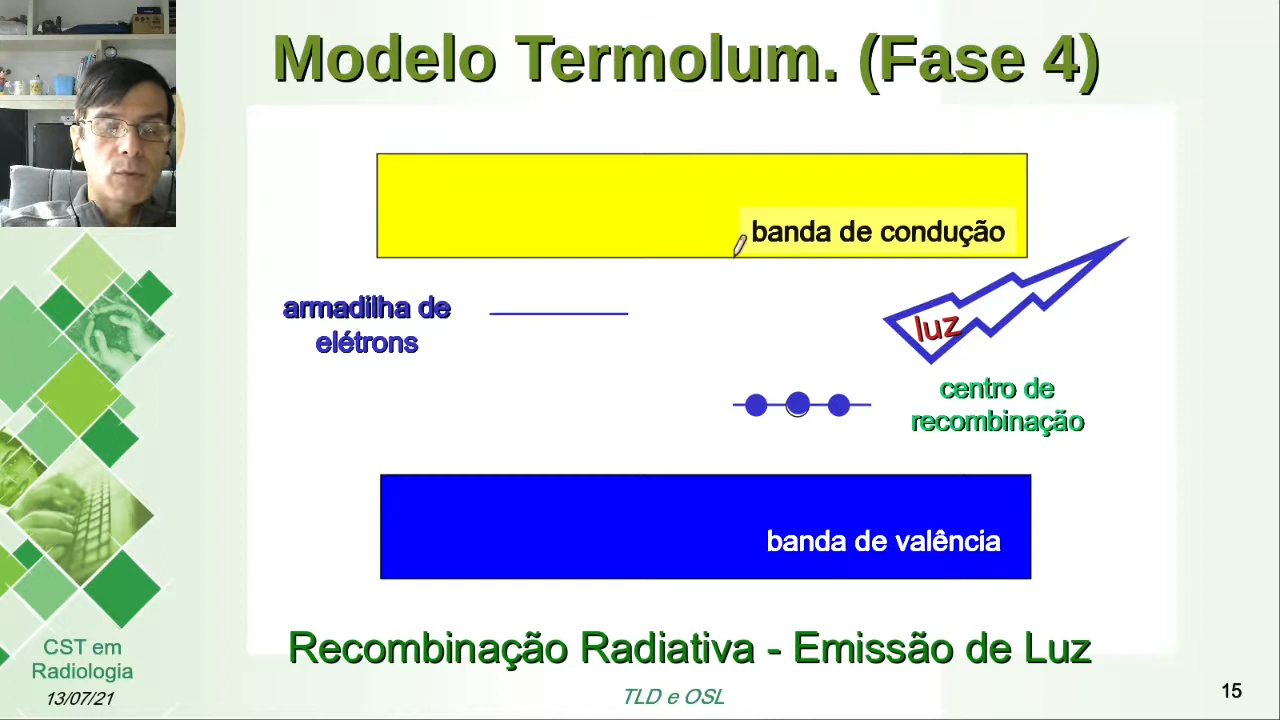 Modelo Termolum. (Fase 4)
banda de condução
armadilha de
elétrons
luz
centro de
recombinação
banda de valência
Recombinação Radiativa - Emissão de Luz
CST em
Radiologia
13/07/21
TLD e OSL
15